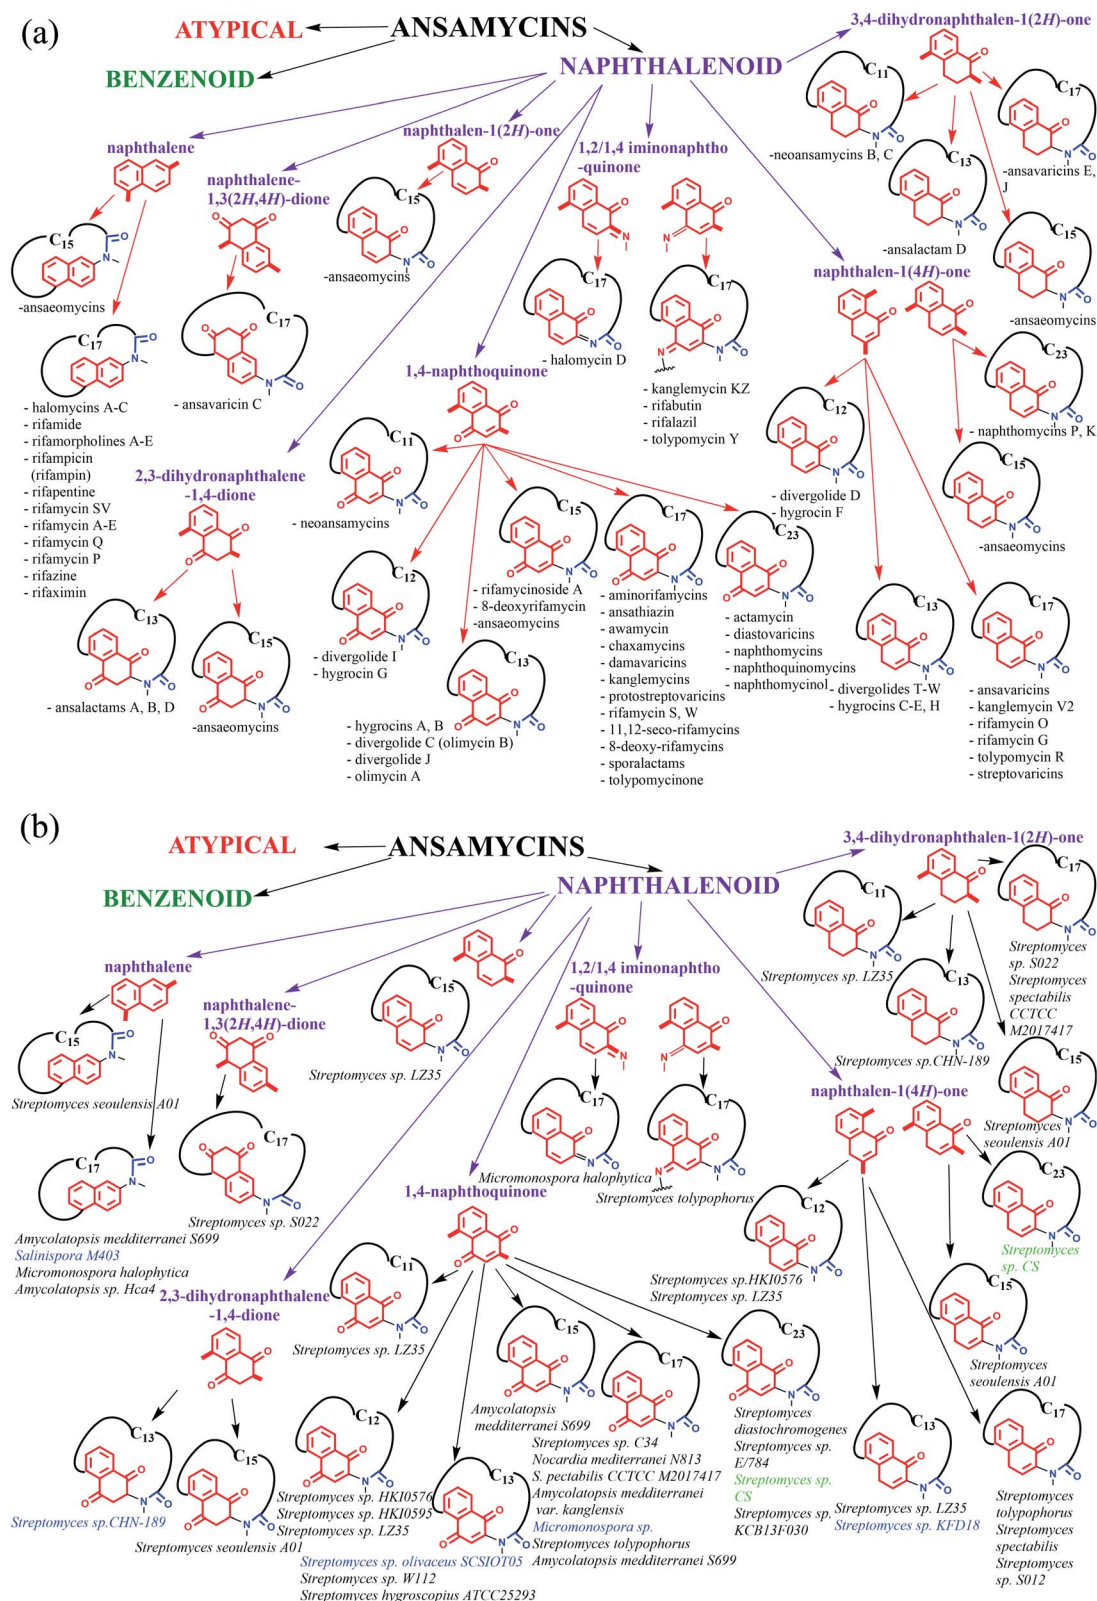 (a)
ANSAMYCINS
ATYPICAL
BENZENOID
NAPHTHALENOID
3,4-dihydronaphthalen-1(2H)-one
C11
-neoansamycins B, C
C13
-ansalactam D
C17
-ansavaricins E,
J
C15
-ansaeomycins
naphthalene
C15
O
N
-ansaeomycins
C17
O
N
- halomycins A-C
- rifamide
- rifamorpholines A-E
- rifampicin
(rifampin)
- rifapentine
- rifamycin SV
- rifamycin A-E
- rifamycin Q
- rifamycin P
- rifazine
- rifaximin
naphthalene-
1,3(2H,4H)-dione
C17
- ansavaricin C
naphthalen-1(2H)-one
C15
-ansaeomycins
1,2/1,4 iminonaphtho
-quinone
C17
- halomycin D
C17
- kanglemycin KZ
- rifabutin
- rifalazil
- tolypomycin Y
naphthalen-1(4H)-one
C12
- divergolide D
- hygrocin F
C23
- naphthomycins P, K
C15
-ansaeomycins
C13
- divergolides T-W
- hygrocins C-E, H
C17
- ansavaricins
- kanglemycin V2
- rifamycin O
- rifamycin G
- tolypomycin R
- streptovaricins
1,4-naphthoquinone
C11
- neoansamycins
C12
- divergolide I
- hygrocin G
C13
- hygrocins A, B
- divergolide C (olimycin B)
- divergolide J
- olimycin A
C15
- rifamycinoside A
- 8-deoxyrifamycin
-ansaeomycins
C17
- aminorifamycins
- ansathiazin
- awamycin
- chaxamycins
- damavaricins
- kanglemycins
- protostreptovaricins
- rifamycin S, W
- 11,12-seco-rifamycins
- 8-deoxy-rifamycins
- sporalactams
- tolypomycinone
C23
- actamycin
- diastovaricins
- naphthomycins
- naphthoquinomycins
- naphthomycinol
2,3-dihydronaphthalene
-1,4-dione
C13
- ansalactams A, B, D
C15
-ansaeomycins
(b)
ANSAMYCINS
ATYPICAL
BENZENOID
NAPHTHALENOID
3,4-dihydronaphthalen-1(2H)-one
C11
Streptomyces sp. LZ35
C13
Streptomyces sp.CHN-189
C17
Streptomyces
sp. S022
Streptomyces
spectabilis
CCTCC
M2017417
C15
Streptomyces
seoulensis A01
naphthalene
C15
Streptomyces seoulensis A01
C17
Amycolatopsis medditerranei S699
Salinispora M403
Micromonospora halophytica
Amycolatopsis sp. Hca4
naphthalene-
1,3(2H,4H)-dione
C17
Streptomyces sp. S022
C15
Streptomyces sp. LZ35
1,2/1,4 iminonaphtho
-quinone
C17
Micromonospora halophytica
C17
Streptomyces tolypophorus
naphthalen-1(4H)-one
C12
Streptomyces sp.HKI0576
Streptomyces sp. LZ35
C23
Streptomyces
sp. CS
C15
Streptomyces
seoulensis A01
C13
Streptomyces sp. LZ35
Streptomyces sp. KFD18
C17
Streptomyces
tolypophorus
Streptomyces
spectabilis
Streptomyces
sp. S012
1,4-naphthoquinone
C11
Streptomyces sp. LZ35
C12
Streptomyces sp. HKI0576
Streptomyces sp. HKI0595
Streptomyces sp. LZ35
C13
Streptomyces sp. olivaceus SCSIOT05
Streptomyces sp. W112
Streptomyces hygroscopius ATCC25293
C15
Amycolatopsis
medditerranei S699
C17
Streptomyces sp. C34
Nocardia mediterranei N813
S. pectabilis CCTCC M2017417
Amycolatopsis medditerranei
var. kanglensis
Micromonospora sp.
Streptomyces tolypophorus
Amycolatopsis medditerranei S699
C23
Streptomyces
diastochromogenes
Streptomyces sp.
E/784
Streptomyces sp.
CS
Streptomyces sp.
KCB13F030
2,3-dihydronaphthalene
-1,4-dione
C13
Streptomyces sp.CHN-189
C15
Streptomyces seoulensis A01